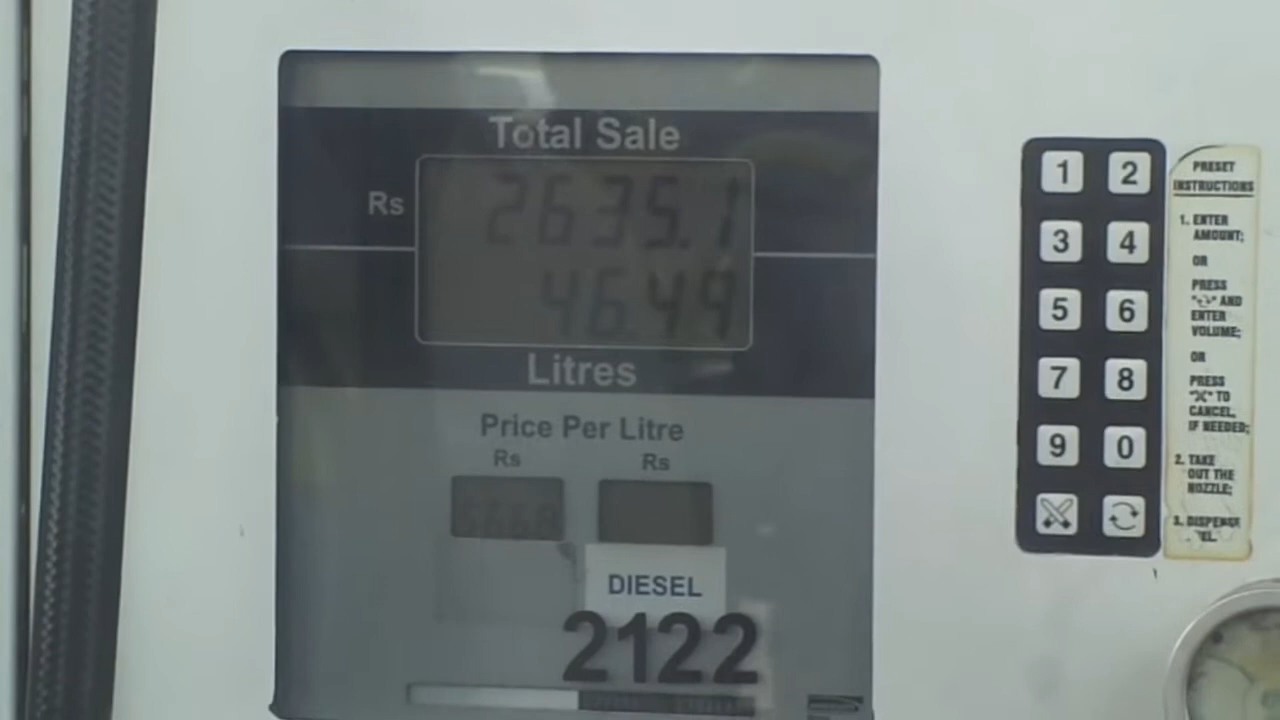 Total Sale
Rs 2635.1
46.49
Litres
Price Per Litre
Rs Rs
DIESEL
2122
1 2
3 4
5 6
7 8
9 0
PRESET
INSTRUCTIONS
1. ENTER
AMOUNT;
OR
PRESS
" " AND
ENTER
VOLUME;
OR
PRESS
" " TO
CANCEL,
IF NEEDED;
2. TAKE
OUT THE
NOZZLE;
3. DISPENSE